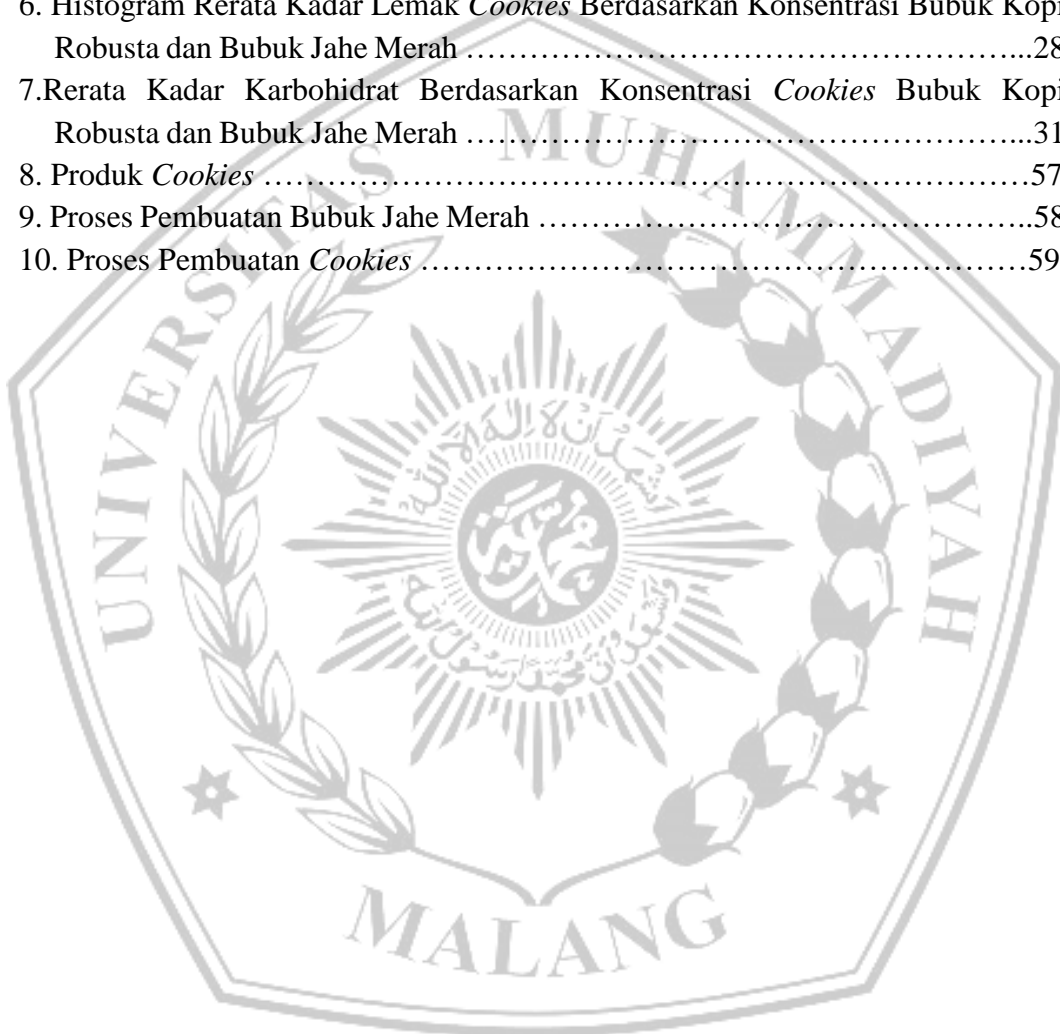 6. Histogram Rerata Kadar Lemak Cookies Berdasarkan Konsentrasi Bubuk Kopi
Robusta dan Bubuk Jahe Merah ……………………………………………...28
7.Rerata Kadar Karbohidrat Berdasarkan Konsentrasi Cookies Bubuk Kopi
Robusta dan Bubuk Jahe Merah ……………………………………………...31
8. Produk Cookies ……………………………………………………………………57
9. Proses Pembuatan Bubuk Jahe Merah ………………………………………..58
10. Proses Pembuatan Cookies ……………………………………………………59
UNIVERSITAS MUHAMMADIYAH
MALANG